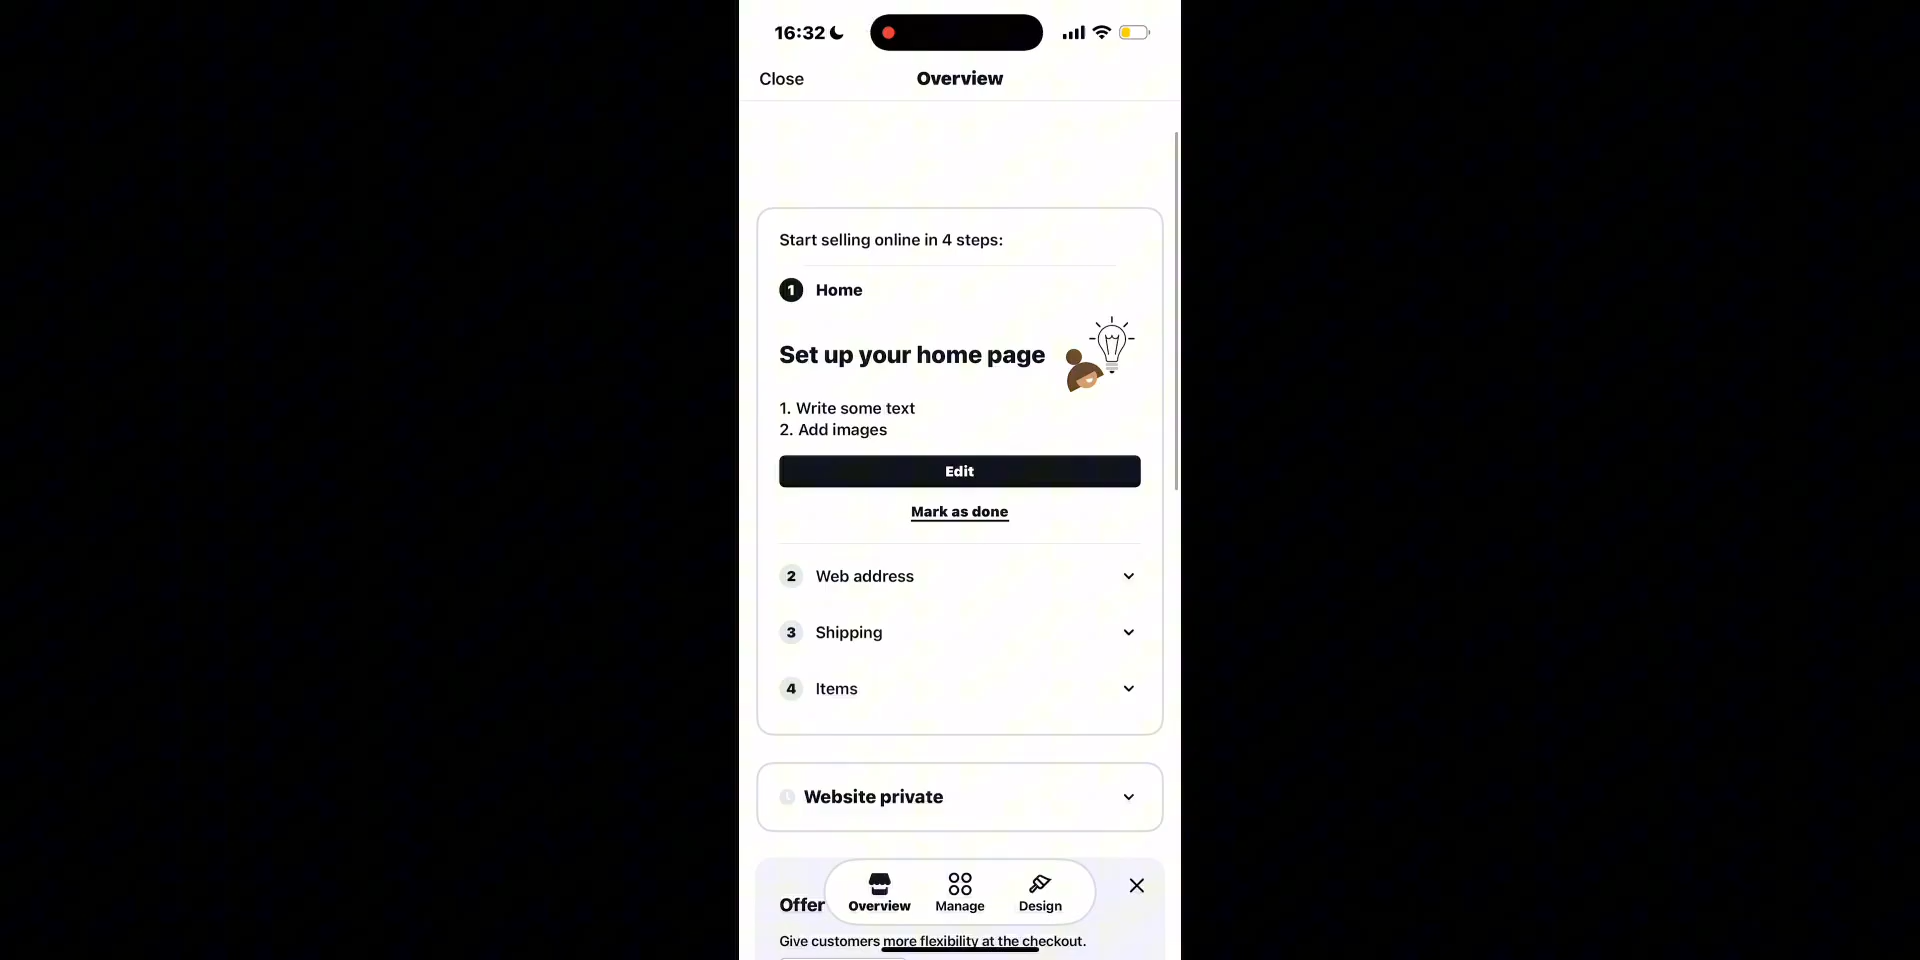 16:32
Close
Overview
Start selling online in 4 steps:
1 Home
Set up your home page
1. Write some text
2. Add images
Edit
Mark as done
2 Web address
3 Shipping
4 Items
Website private
Offer
Overview
Manage
Design
Give customers more flexibility at the checkout.